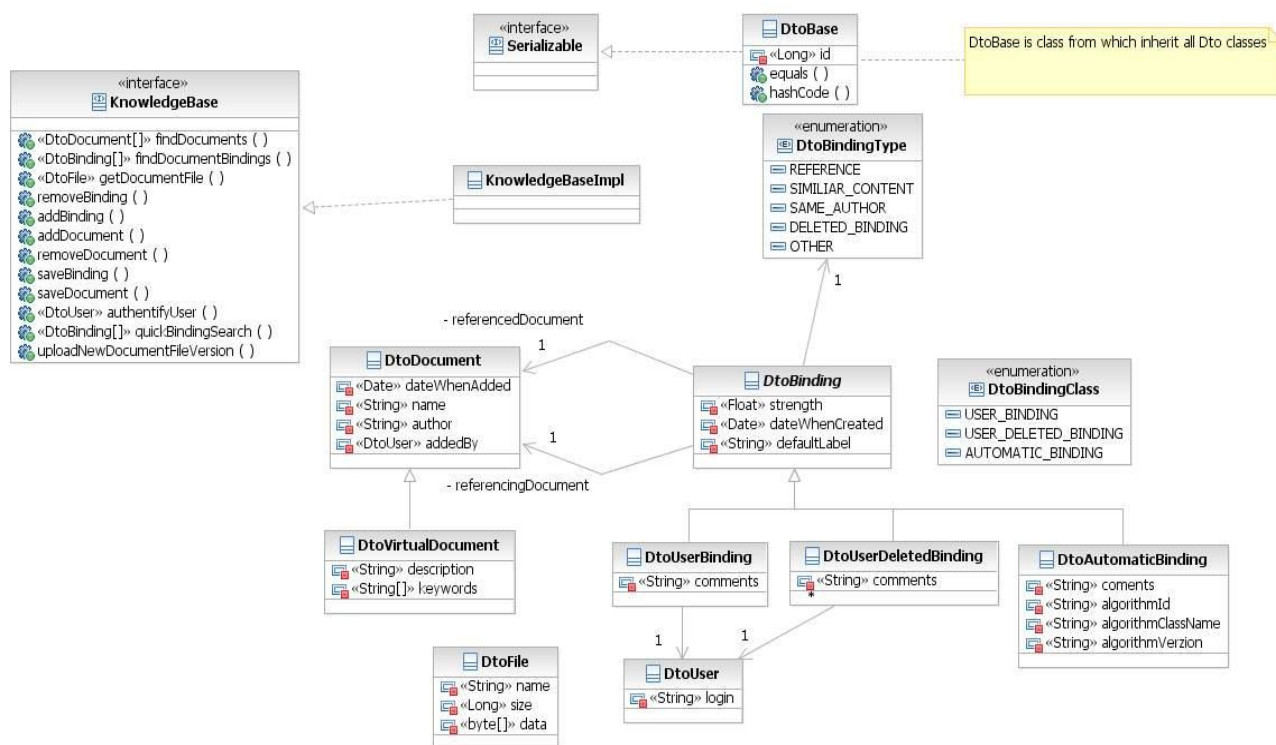 «interface»
Serializable
DtoBase
«Long» id
equals ( )
hashCode ( )
DtoBase is class from which inherit all Dto classes
«interface»
KnowledgeBase
«DtoDocument[]» findDocuments ( )
«DtoBinding[]» findDocumentBindings ( )
«DtoFile» getDocumentFile ( )
removeBinding ( )
addBinding ( )
addDocument ( )
removeDocument ( )
saveBinding ( )
saveDocument ( )
«DtoUser» authentifyUser ( )
«DtoBinding[]» quickBindingSearch ( )
uploadNewDocumentFileVersion ( )
KnowledgeBaseImpl
«enumeration»
DtoBindingType
REFERENCE
SIMILIAR_CONTENT
SAME_AUTHOR
DELETED_BINDING
OTHER
1
- referencedDocument
1
DtoDocument
«Date» dateWhenAdded
«String» name
«String» author
«DtoUser» addedBy
1
- referencingDocument
DtoBinding
«Float» strength
«Date» dateWhenCreated
«String» defaultLabel
«enumeration»
DtoBindingClass
USER_BINDING
USER_DELETED_BINDING
AUTOMATIC_BINDING
DtoVirtualDocument
«String» description
«String[]» keywords
DtoUserBinding
«String» comments
DtoUserDeletedBinding
«String» comments
*
DtoAutomaticBinding
«String» coments
«String» algorithmId
«String» algorithmClassName
«String» algorithmVerzion
1
1
DtoFile
«String» name
«Long» size
«byte[]» data
DtoUser
«String» login